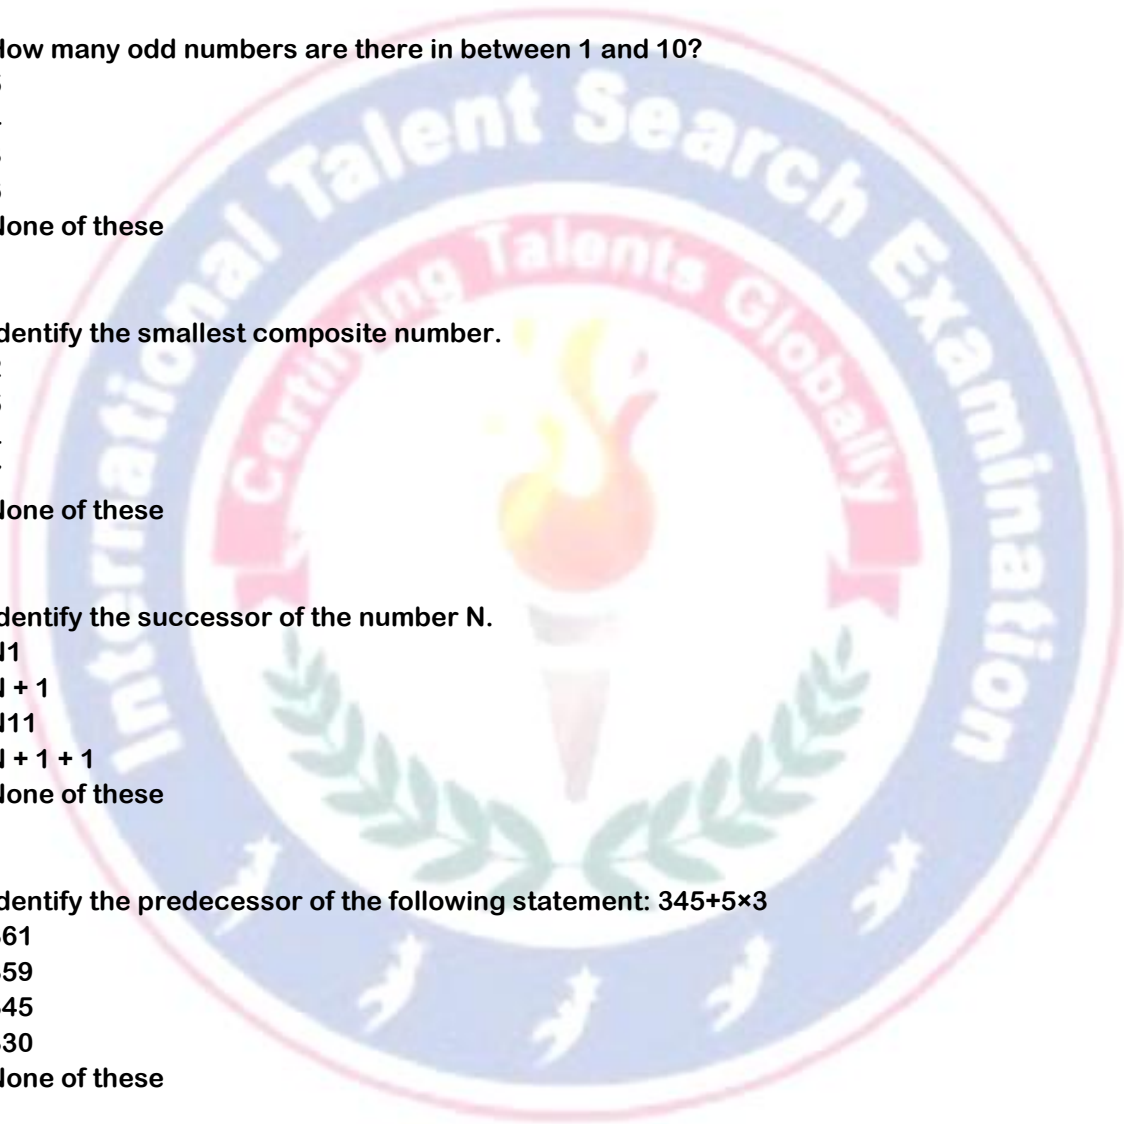 How many odd numbers are there in between 1 and 10?
None of these
Identify the smallest composite number.
None of these
Identify the successor of the number N.
N1
N + 1
N11
N + 1 + 1
None of these
Identify the predecessor of the following statement: 345+5×3
361
359
345
330
None of these
International Talent Search Examination
Certifying Talents Globally